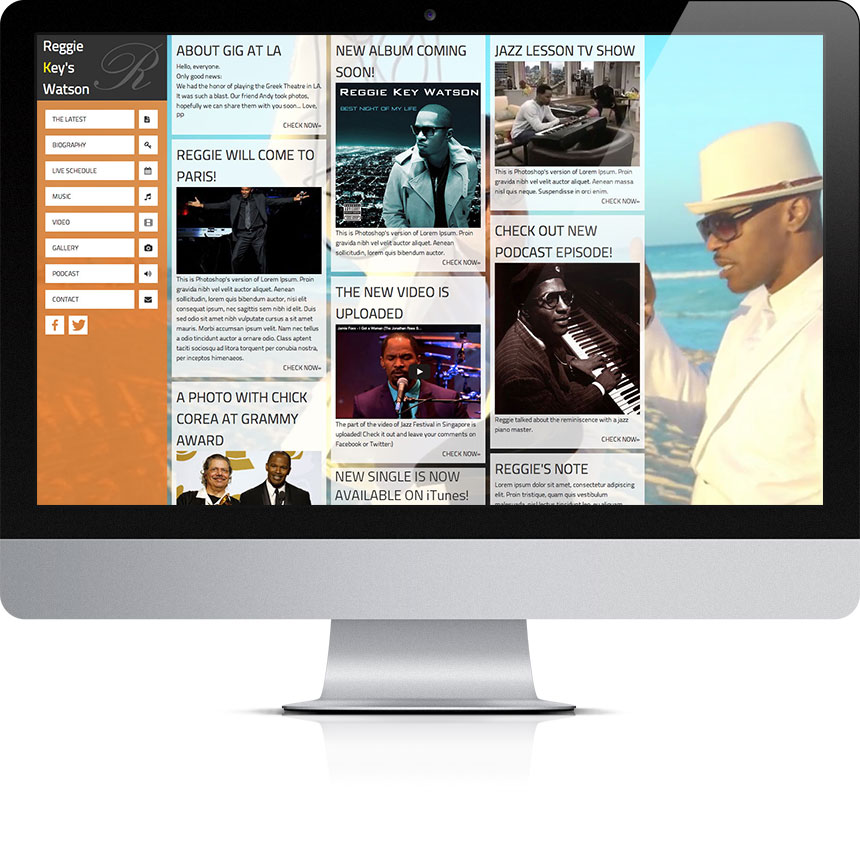 Reggie
Key's
Watson
R
THE LATEST
BIOGRAPHY
LIVE SCHEDULE
MUSIC
VIDEO
GALLERY
PODCAST
CONTACT
ABOUT GIG AT LA
Hello, everyone.
Only good news:
We had the honor of playing the Greek Theatre in LA.
It was such a blast. Our friend Andy took photos,
hopefully we can share them with you soon... Love,
PP
CHECK NOW»
REGGIE WILL COME TO
PARIS!
This is Photoshop's version of Lorem Ipsum. Proin
gravida nibh vel velit auctor aliquet. Aenean
sollicitudin, lorem quis bibendum auctor, nisi elit
consequat ipsum, nec sagittis sem nibh id elit. Duis
sed odio sit amet nibh vulputate cursus a sit amet
mauris. Morbi accumsan ipsum velit. Nam nec tellus
a odio tincidunt auctor a ornare odio. Class aptent
taciti sociosqu ad litora torquent per conubia nostra,
per inceptos himenaeos.
CHECK NOW»
A PHOTO WITH CHICK
COREA AT GRAMMY
AWARD
NEW ALBUM COMING
SOON!
REGGIE KEY WATSON
BEST NIGHT OF MY LIFE
This is Photoshop's version of Lorem Ipsum. Proin
gravida nibh vel velit auctor aliquet. Aenean
sollicitudin, lorem quis bibendum auctor.
CHECK NOW»
THE NEW VIDEO IS
UPLOADED
Jamie Foxx - I Got a Woman (The Jonathan Ross S...
The part of the video of Jazz Festival in Singapore is
uploaded! Check it out and leave your comments on
Facebook or Twitter:)
CHECK NOW»
NEW SINGLE IS NOW
AVAILABLE ON iTunes!
JAZZ LESSON TV SHOW
This is Photoshop's version of Lorem Ipsum. Proin
gravida nibh vel velit auctor aliquet. Aenean massa
nisl quis neque. Suspendisse in orci enim.
CHECK NOW»
CHECK OUT NEW
PODCAST EPISODE!
Reggie talked about the reminiscence with a jazz
piano master.
CHECK NOW»
REGGIE'S NOTE
Lorem ipsum dolor sit amet, consectetur adipiscing
elit. Proin tristique, quam quis vestibulum